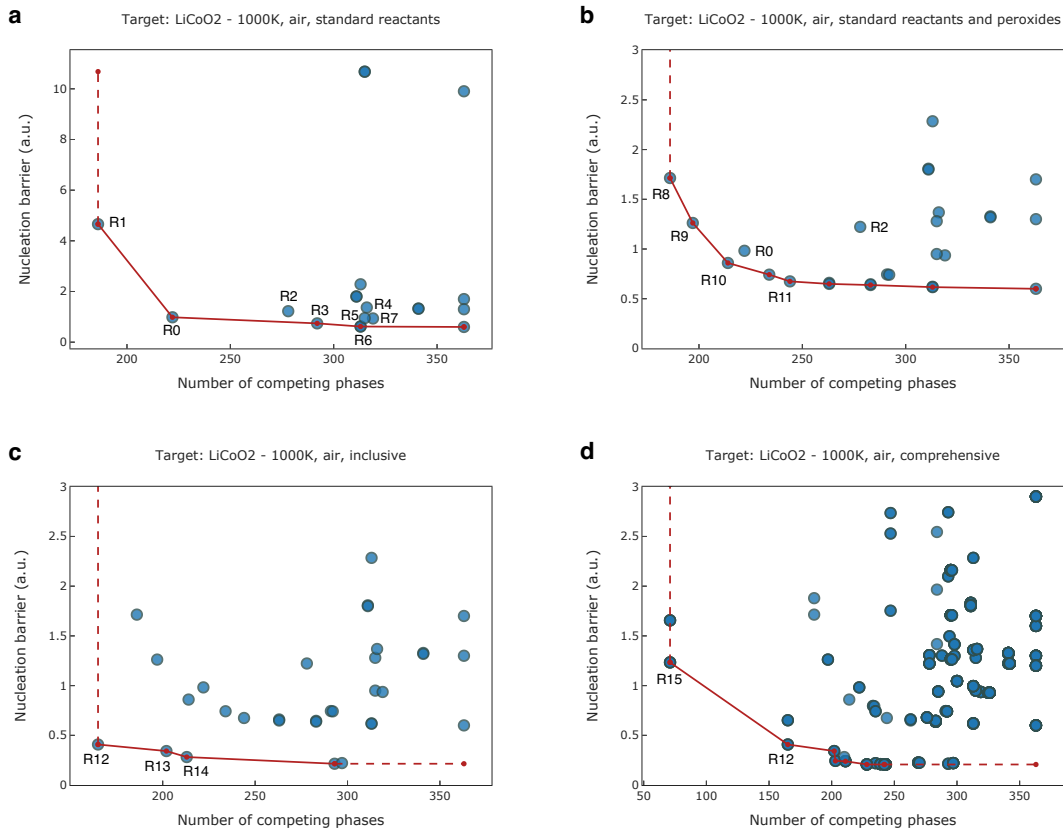 a
Target: LiCoO2 - 1000K, air, standard reactants
Nucleation barrier (a.u.)
10
8
6
4
2
0
R1
R0
R2
R3
R5
R4
R7
R6
200
250
300
350
Number of competing phases
b
Target: LiCoO2 - 1000K, air, standard reactants and peroxides
Nucleation barrier (a.u.)
3
2.5
2
1.5
1
0.5
0
R8
R9
R10
R0
R11
R2
200
250
300
350
Number of competing phases
c
Target: LiCoO2 - 1000K, air, inclusive
Nucleation barrier (a.u.)
3
2.5
2
1.5
1
0.5
0
R12
R13
R14
200
250
300
350
Number of competing phases
d
Target: LiCoO2 - 1000K, air, comprehensive
Nucleation barrier (a.u.)
3
2.5
2
1.5
1
0.5
0
R15
R12
50
100
150
200
250
300
350
Number of competing phases